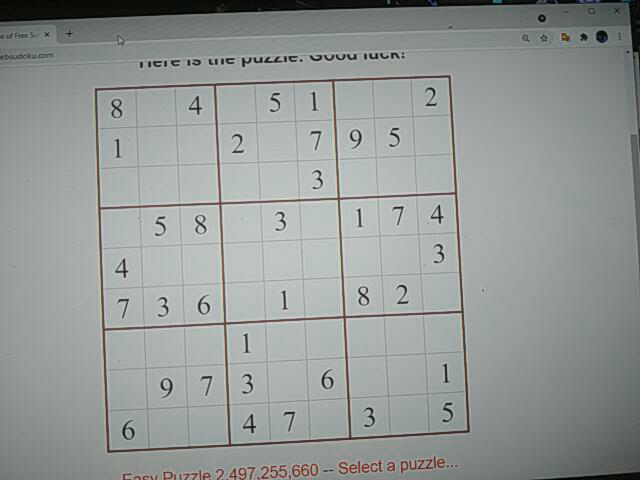 s of Free Su
ebsudoku.com
Here is the puzzle. Good luck!
8 4 5 1 2
1 2 7 9 5
3
5 8 3 1 7 4
4 3
7 3 6 1 8 2
1
9 7 3 6 1
6 4 7 3 5
Easy Puzzle 2,497,255,660 -- Select a puzzle...